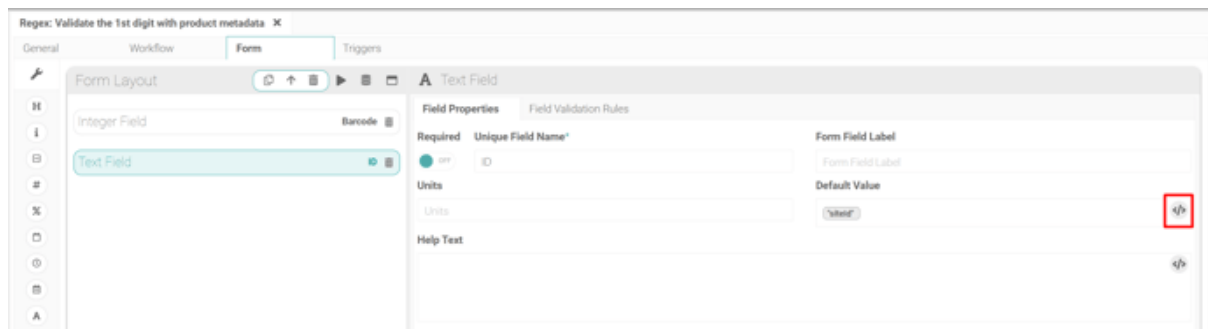 Regex: Validate the 1st digit with product metadata ×
General Workflow Form Triggers
Form Layout A Text Field
H Field Properties Field Validation Rules
Integer Field Barcode
i Required Unique Field Name* Form Field Label
Text Field ID OFF ID Form Field Label
# Units Default Value
% Units </>
Help Text
</>
A